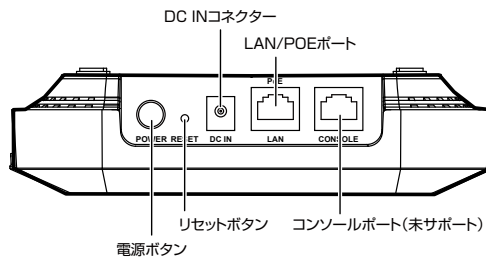 DC INコネクター
LAN/POEポート
PoE
POWER RESET DC IN LAN CONSOLE
リセットボタン
コンソールポート(未サポート)
電源ボタン